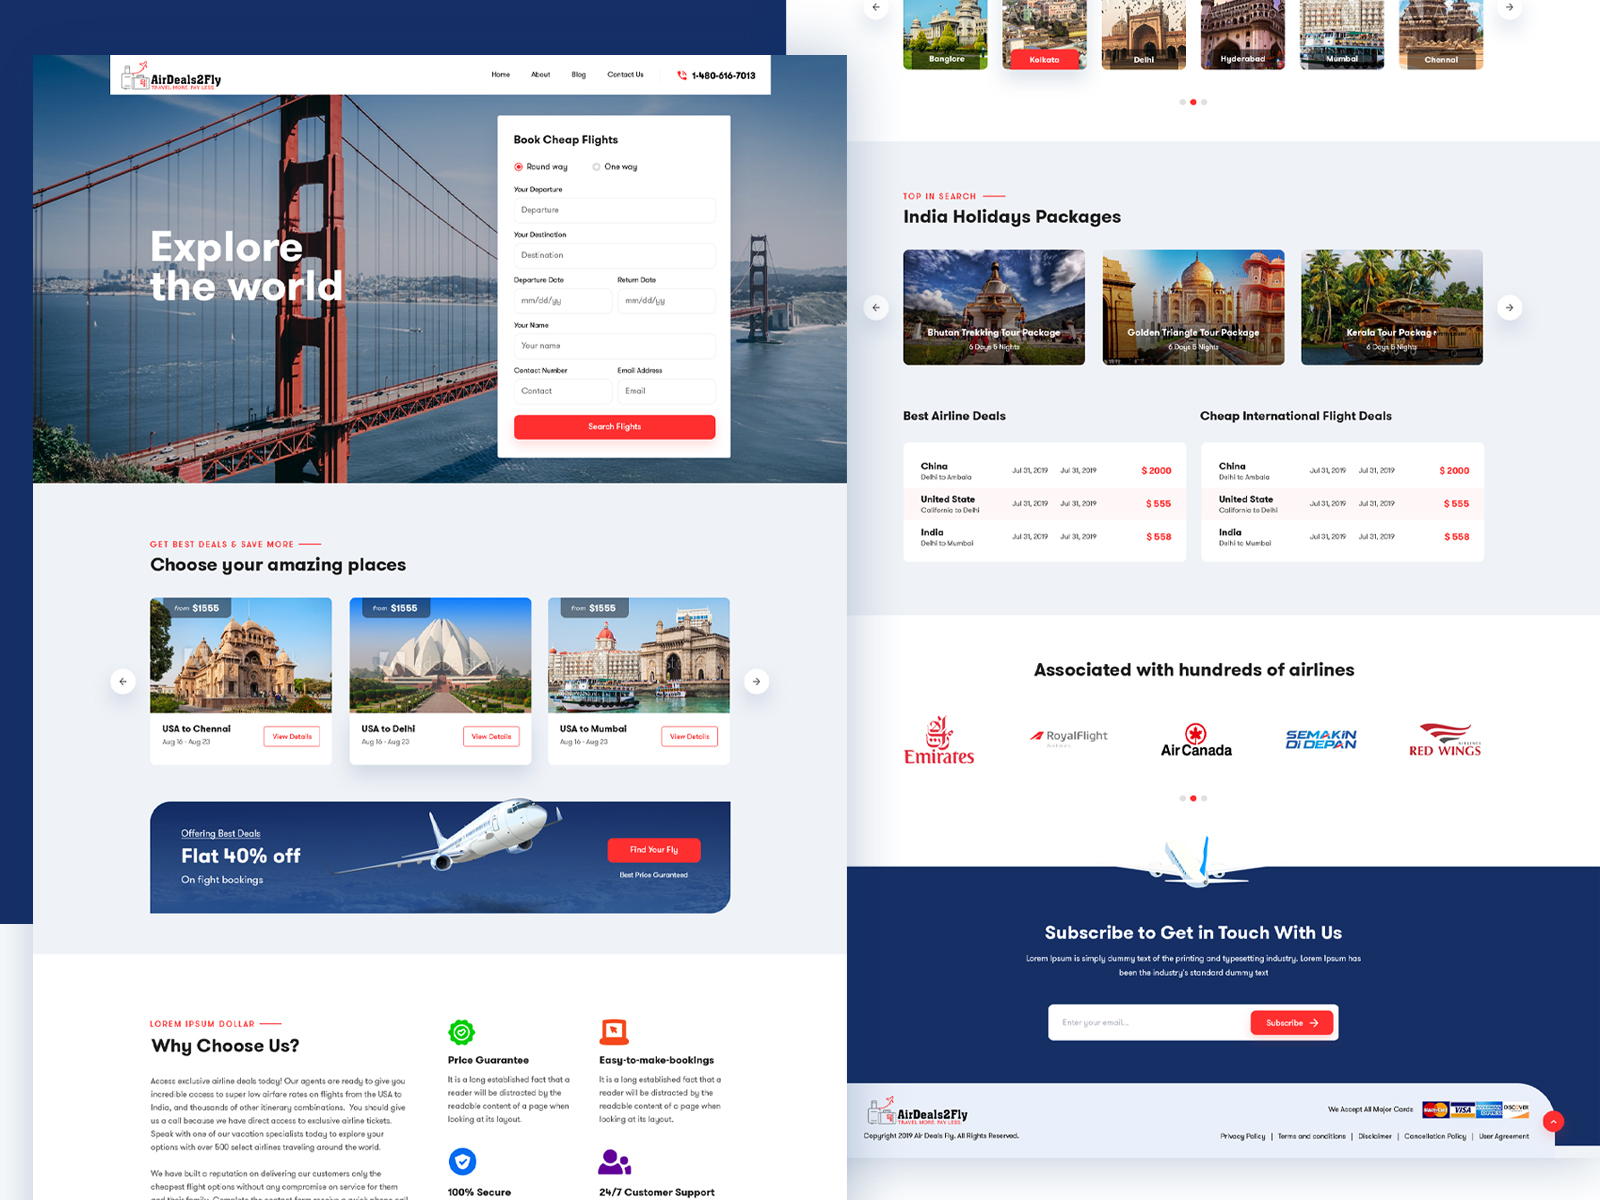 AirDeals2Fly
TRAVEL MORE. PAY LESS
Home
About
Blog
Contact Us
1-480-616-7013
Explore
the world
Book Cheap Flights
Round way
One way
Your Departure
Departure
Your Destination
Destination
Departure Date
Return Date
mm/dd/yy
mm/dd/yy
Your Name
Your name
Contact Number
Email Address
Contact
Email
Search Flights
GET BEST DEALS & SAVE MORE
Choose your amazing places
from $1555
from $1555
from $1555
USA to Chennai
Aug 16 - Aug 23
View Details
USA to Delhi
Aug 16 - Aug 23
View Details
USA to Mumbai
Aug 16 - Aug 23
View Details
Offering Best Deals
Flat 40% off
On fight bookings
Find Your Fly
Best Price Guranteed
LOREM IPSUM DOLLAR
Why Choose Us?
Access exclusive airline deals today! Our agents are ready to give you
incredible access to super low airfare rates on flights from the USA to
India, and thousands of other itinerary combinations. You should give
us a call because we have direct access to exclusive airline tickets.
Speak with one of our vacation specialists today to explore your
options with over 500 select airlines traveling around the world.
We have built a reputation on delivering our customers only the
cheapest flight options without any compromise on service for them
Price Guarantee
It is a long established fact that a
reader will be distracted by the
readable content of a page when
looking at its layout.
Easy-to-make-bookings
It is a long established fact that a
reader will be distracted by the
readable content of a page when
looking at its layout.
100% Secure
24/7 Customer Support
Banglore
Kolkata
Delhi
Hyderabad
Mumbai
Chennai
TOP IN SEARCH
India Holidays Packages
Bhutan Trekking Tour Package
6 Days 5 Nights
Golden Triangle Tour Package
6 Days 5 Nights
Kerala Tour Package
6 Days 5 Nights
Best Airline Deals
China
Delhi to Ambala
Jul 31, 2019
Jul 31, 2019
$ 2000
United State
California to Delhi
Jul 31, 2019
Jul 31, 2019
$ 555
India
Delhi to Mumbai
Jul 31, 2019
Jul 31, 2019
$ 558
Cheap International Flight Deals
China
Delhi to Ambala
Jul 31, 2019
Jul 31, 2019
$ 2000
United State
California to Delhi
Jul 31, 2019
Jul 31, 2019
$ 555
India
Delhi to Mumbai
Jul 31, 2019
Jul 31, 2019
$ 558
Associated with hundreds of airlines
Emirates
RoyalFlight
Airlines
AIR CANADA
SEMAKIN
DI DEPAN
AIRLINES
RED WINGS
Subscribe to Get in Touch With Us
Lorem Ipsum is simply dummy text of the printing and typesetting industry. Lorem Ipsum has
been the industry's standard dummy text
Enter your email...
Subscribe
AirDeals2Fly
TRAVEL MORE. PAY LESS
Copyright 2019 Air Deals Fly. All Rights Reserved.
We Accept All Major Cards
MasterCard
VISA
AMERICAN EXPRESS
DISCOVER
Privacy Policy | Terms and conditions | Disclaimer | Cancellation Policy | User Agreement